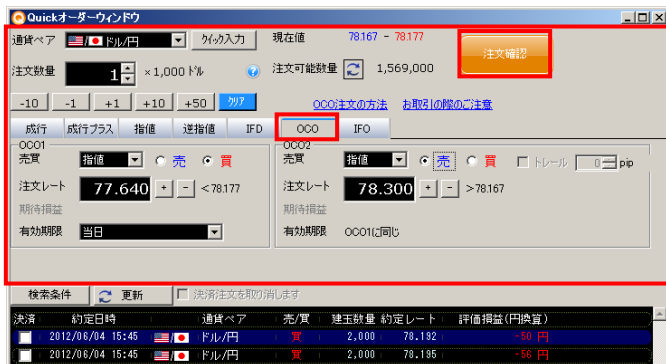 Quickオーダーウィンドウ
通貨ペア ドル/円 クイック入力 現在値 78.167 - 78.177 注文確認
注文数量 1 ×1,000 ドル 注文可能数量 1,569,000
-10 -1 +1 +10 +50 クリア OCO注文の方法 お取引の際のご注意
成行 成行プラス 指値 逆指値 IFD OCO IFO
OCO1 OCO2
売買 指値 売 買 売買 指値 売 買 トレール 0 pip
注文レート 77.640 + - <78.177 注文レート 78.300 + - >78.167
期待損益 期待損益
有効期限 当日 有効期限 OCO1に同じ
検索条件 更新 決済注文を取り消します
決済 約定日時 通貨ペア 売/買 建玉数量 約定レート 評価損益(円換算)
2012/06/04 15:45 ドル/円 買 2,000 78.192 -50 円
2012/06/04 15:45 ドル/円 買 2,000 78.195 -56 円